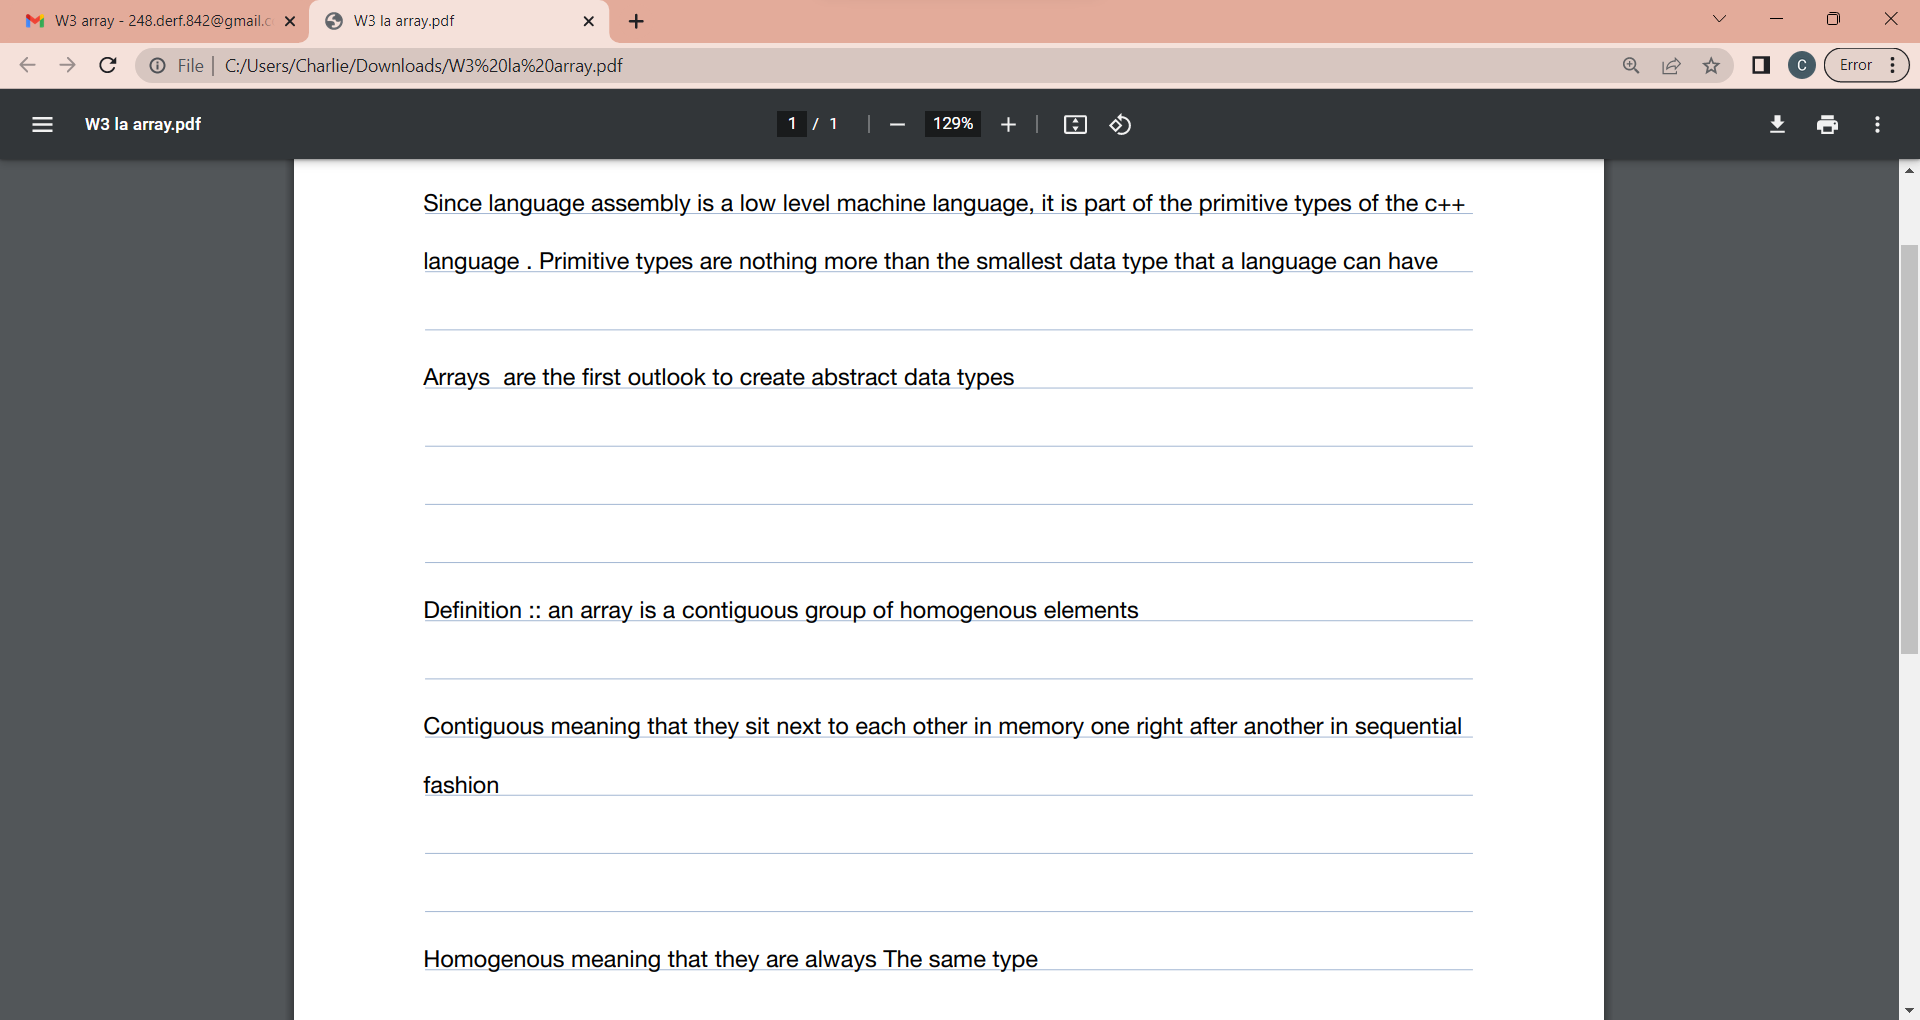 W3 array - 248.derf.842@gmail.c
W3 la array.pdf
File | C:/Users/Charlie/Downloads/W3%20la%20array.pdf
C
Error
W3 la array.pdf
1 / 1
129%
Since language assembly is a low level machine language, it is part of the primitive types of the c++
language . Primitive types are nothing more than the smallest data type that a language can have
Arrays  are the first outlook to create abstract data types
Definition :: an array is a contiguous group of homogenous elements
Contiguous meaning that they sit next to each other in memory one right after another in sequential
fashion
Homogenous meaning that they are always The same type